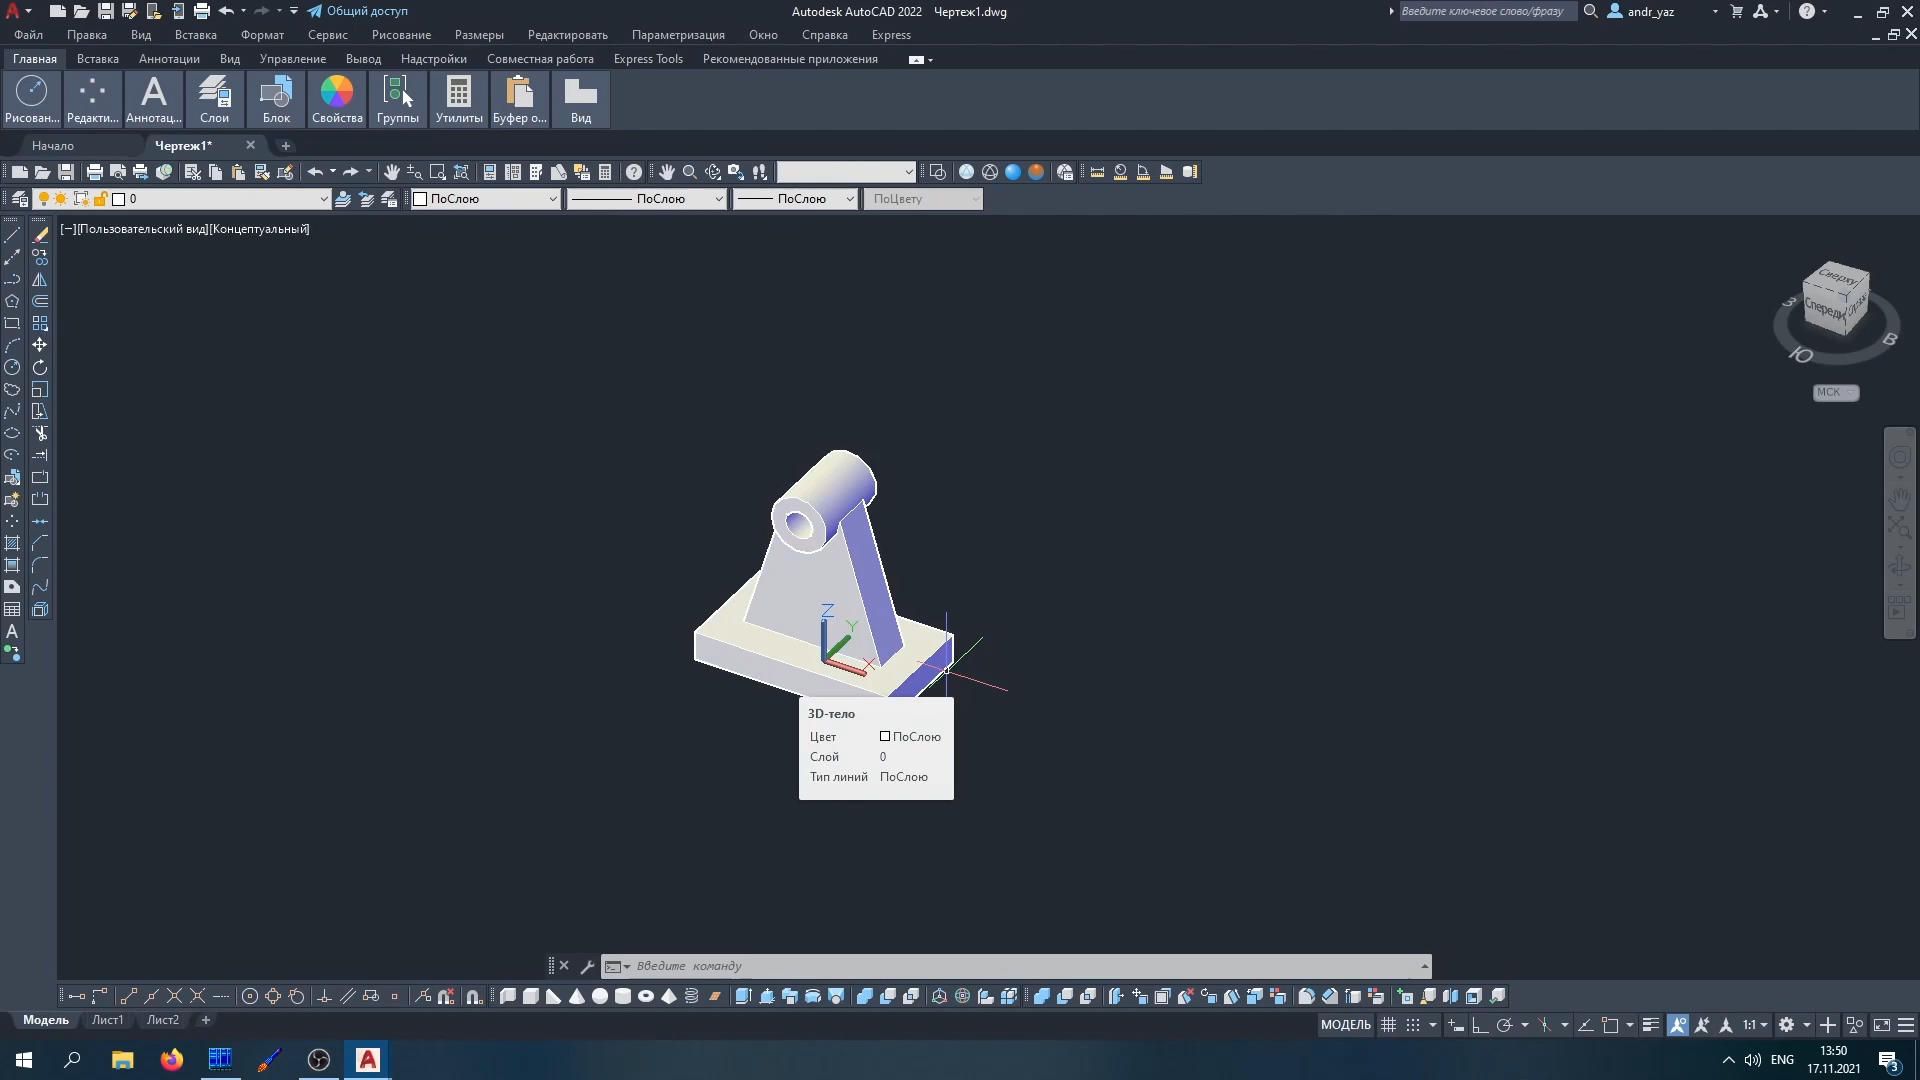 Общий доступ
Autodesk AutoCAD 2022 Чертеж1.dwg
Введите ключевое слово/фразу
andr_yaz
Файл Правка Вид Вставка Формат Сервис Рисование Размеры Редактировать Параметризация Окно Справка Express
Главная Вставка Аннотации Вид Управление Вывод Надстройки Совместная работа Express Tools Рекомендованные приложения
Рисован... Редакти... Аннотац... Слои Блок Свойства Группы Утилиты Буфер о... Вид
Начало Чертеж1*
0 ПоСлою ПоСлою ПоСлою ПоЦвету
[−][Пользовательский вид][Концептуальный]
Сверху
Спереди
З
Ю
В
МСК
Z
Y
X
3D-тело
Цвет ПоСлою
Слой 0
Тип линий ПоСлою
Введите команду
Модель Лист1 Лист2 +
МОДЕЛЬ
1:1
ENG
13:50
17.11.2021
3